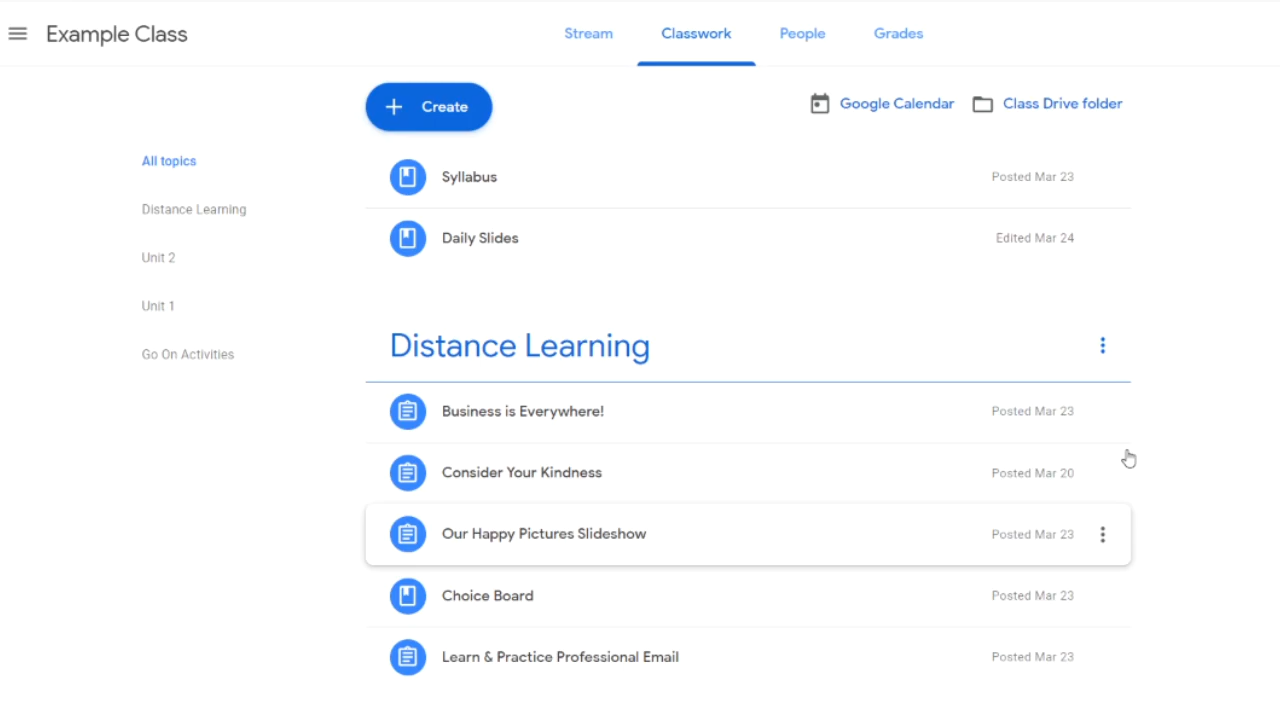 Example Class
Stream Classwork People Grades
+ Create
Google Calendar Class Drive folder
All topics
Distance Learning
Unit 2
Unit 1
Go On Activities
Syllabus Posted Mar 23
Daily Slides Edited Mar 24
Distance Learning
Business is Everywhere! Posted Mar 23
Consider Your Kindness Posted Mar 20
Our Happy Pictures Slideshow Posted Mar 23
Choice Board Posted Mar 23
Learn & Practice Professional Email Posted Mar 23